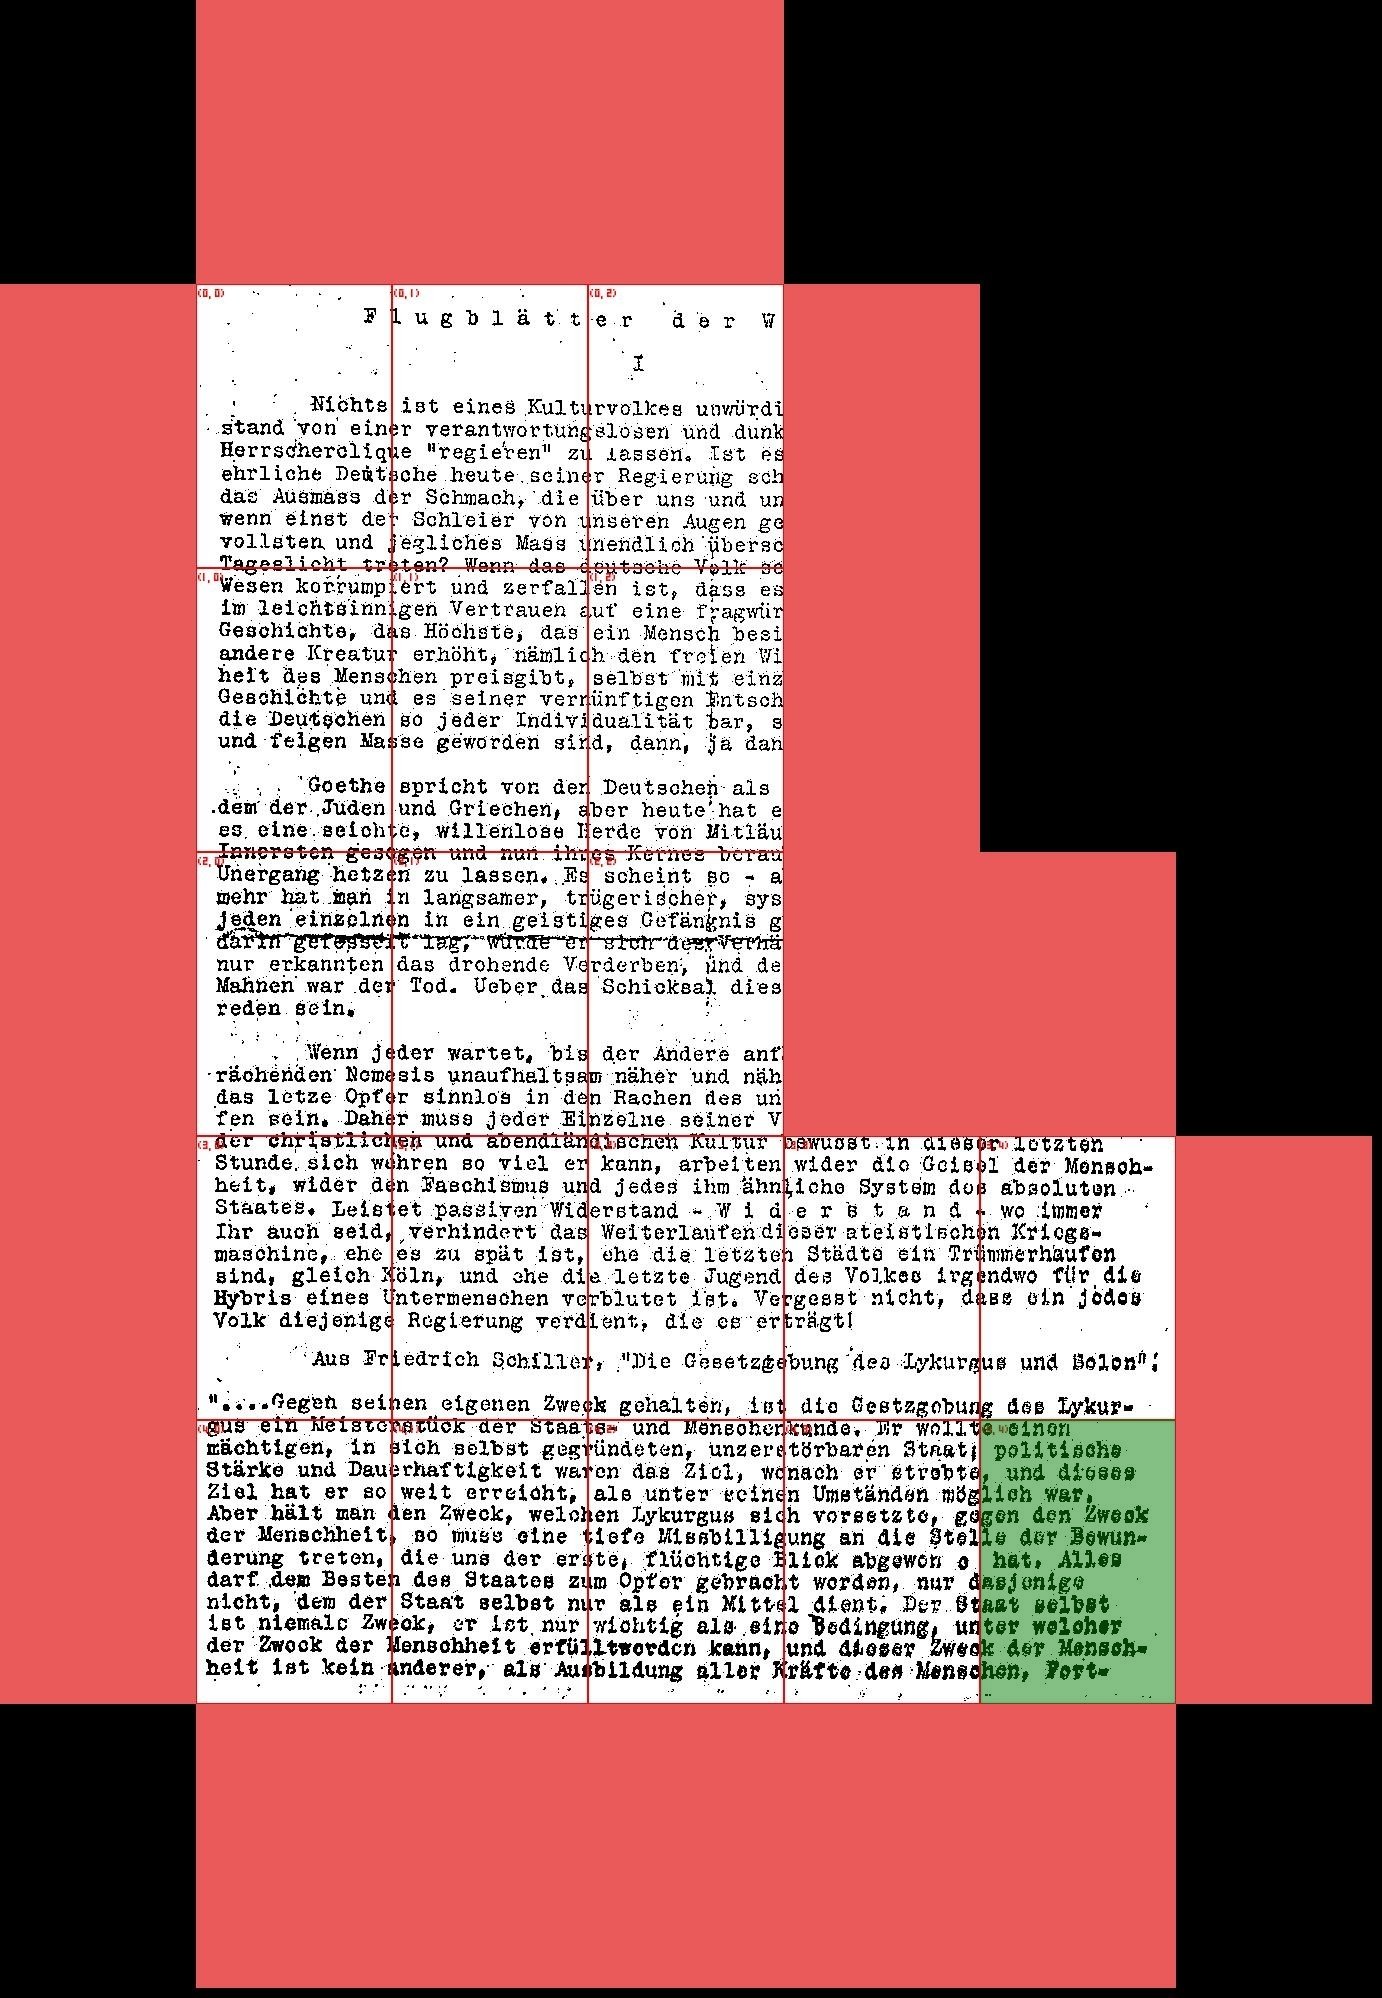 F l u g b l ä t t e r   d e r   W
I
Nichts ist eines Kulturvolkes unwürdi
stand von einer verantwortungslosen und dunk
Herrscherclique "regieren" zu lassen. Ist es
ehrliche Deutsche heute seiner Regierung sch
das Ausmass der Schmach, die über uns und un
wenn einst der Schleier von unseren Augen ge
vollsten und jegliches Mass unendlich übersc
Tageslicht treten? Wenn das deutsche Volk sc
Wesen korrumpiert und zerfallen ist, dass es
im leichtsinnigen Vertrauen auf eine fragwür
Geschichte, das Höchste, das ein Mensch besi
andere Kreatur erhöht, nämlich den freien Wi
heit des Menschen preisgibt, selbst mit einz
Geschichte und es seiner vernünftigen Entsch
die Deutschen so jeder Individualität bar, s
und feigen Masse geworden sind, dann, ja dan
Goethe spricht von den Deutschen als
dem der Juden und Griechen, aber heute hat e
es eine seichte, willenlose Herde von Mitläu
Innersten gesogen und nun ihres Kernes berau
Unergang hetzen zu lassen. Es scheint so - a
mehr hat man in langsamer, trügerischer, sys
jeden einzelnen in ein geistiges Gefängnis g
darin gefesselt lag, wurde er sich des Verhä
nur erkannten das drohende Verderben, und de
Mahnen war der Tod. Ueber das Schicksal dies
reden sein.
Wenn jeder wartet, bis der Andere anf
rächenden Nemesis unaufhaltsam näher und näh
das letze Opfer sinnlos in den Rachen des un
fen sein. Daher muss jeder Einzelne seiner V
der christlichen und abendländischen Kultur bewusst in dieser letzten
Stunde sich wehren so viel er kann, arbeiten wider die Geisel der Mensch-
heit, wider den Faschismus und jedes ihm ähnliche System des absoluten
Staates. Leistet passiven Widerstand - W i d e r s t a n d - wo immer
Ihr auch seid, verhindert das Weiterlaufen dieser ateistischen Kriegs-
maschine, ehe es zu spät ist, ehe die letzten Städte ein Trümmerhaufen
sind, gleich Köln, und ehe die letzte Jugend des Volkes irgendwo für die
Hybris eines Untermenschen verblutet ist. Vergesst nicht, dass ein jedes
Volk diejenige Regierung verdient, die es erträgt!
Aus Friedrich Schiller, "Die Gesetzgebung des Lykurgus und Solon":
"....Gegen seinen eigenen Zweck gehalten, ist die Gestzgebung des Lykur-
gus ein Meisterstück der Staats- und Menschenkunde. Er wollte einen
mächtigen, in sich selbst gegründeten, unzerstörbaren Staat; politische
Stärke und Dauerhaftigkeit waren das Ziel, wonach er strebte, und dieses
Ziel hat er so weit erreicht, als unter seinen Umständen möglich war.
Aber hält man den Zweck, welchen Lykurgus sich vorsetzte, gegen den Zweck
der Menschheit, so muss eine tiefe Missbilligung an die Stelle der Bewun-
derung treten, die uns der erste, flüchtige Blick abgewon e hat. Alles
darf dem Besten des Staates zum Opfer gebracht worden, nur dasjenige
nicht, dem der Staat selbst nur als ein Mittel dient. Der Staat selbst
ist niemals Zweck, er ist nur wichtig als eine Bedingung, unter welcher
der Zweck der Menschheit erfülltwerden kann, und dieser Zweck der Mensch-
heit ist kein anderer, als Ausbildung aller Kräfte des Menschen, Fort-